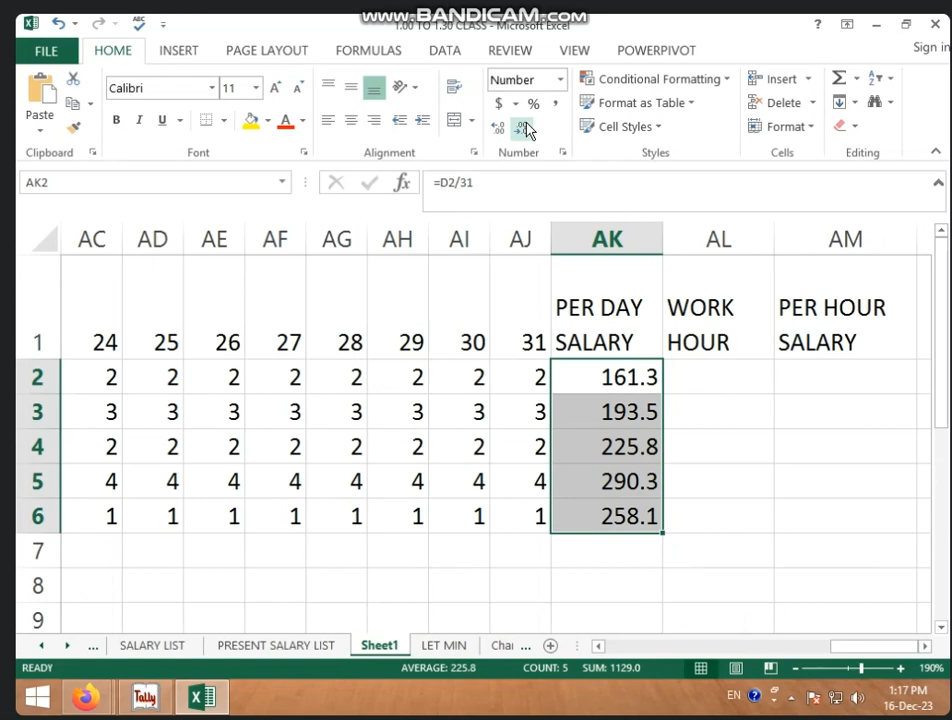 www.BANDICAM.com
1.00 TO 1.30 CLASS - Microsoft Excel
FILE HOME INSERT PAGE LAYOUT FORMULAS DATA REVIEW VIEW POWERPIVOT Sign in
Paste
Calibri 11
B I U A
Number
$ % ,
Conditional Formatting
Format as Table
Cell Styles
Insert
Delete
Format
Clipboard Font Alignment Number Styles Cells Editing
AK2 fx =D2/31
AC AD AE AF AG AH AI AJ AK AL AM
1 24 25 26 27 28 29 30 31 PER DAY SALARY WORK HOUR PER HOUR SALARY
2 2 2 2 2 2 2 2 2 161.3
3 3 3 3 3 3 3 3 3 193.5
4 2 2 2 2 2 2 2 2 225.8
5 4 4 4 4 4 4 4 4 290.3
6 1 1 1 1 1 1 1 1 258.1
7
8
9
... SALARY LIST PRESENT SALARY LIST Sheet1 LET MIN Cha ...
READY AVERAGE: 225.8 COUNT: 5 SUM: 1129.0 190%
Tally EN 1:17 PM
16-Dec-23